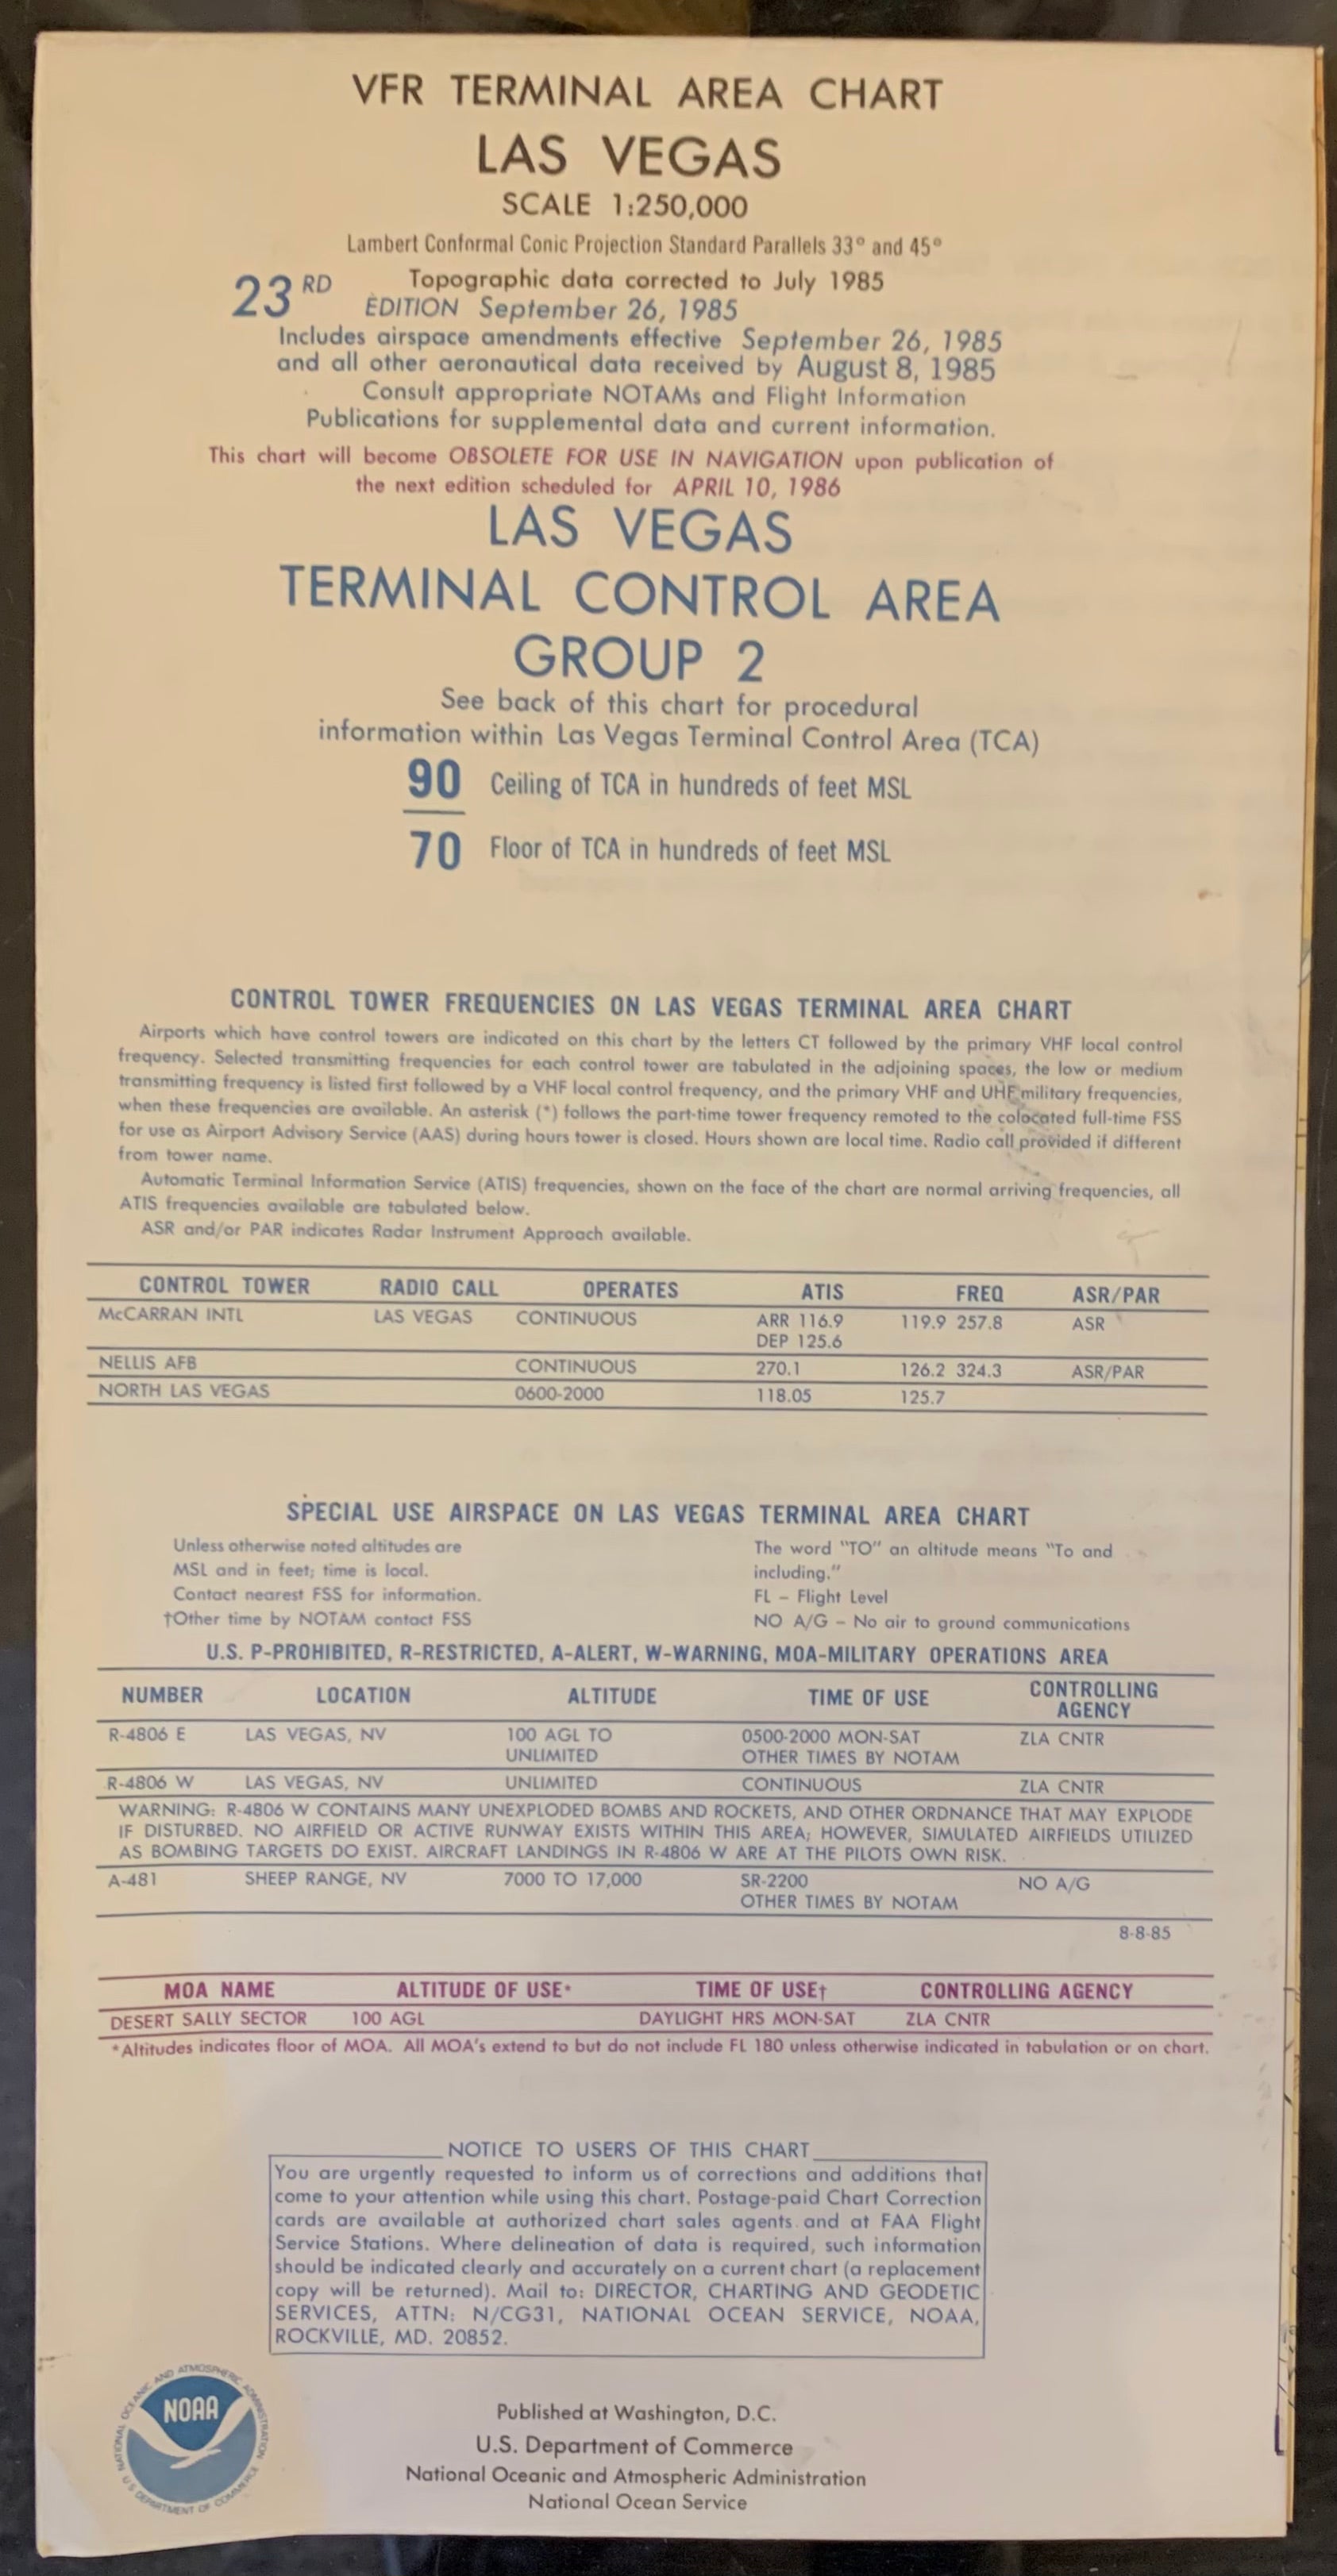 VFR TERMINAL AREA CHART
LAS VEGAS
SCALE 1:250,000
Lambert Conformal Conic Projection Standard Parallels 33° and 45°
Topographic data corrected to July 1985
23RD EDITION September 26, 1985
Includes airspace amendments effective September 26, 1985
and all other aeronautical data received by August 8, 1985
Consult appropriate NOTAMs and Flight Information
Publications for supplemental data and current information.
This chart will become OBSOLETE FOR USE IN NAVIGATION upon publication of
the next edition scheduled for APRIL 10, 1986
LAS VEGAS
TERMINAL CONTROL AREA
GROUP 2
See back of this chart for procedural
information within Las Vegas Terminal Control Area (TCA)
90 Ceiling of TCA in hundreds of feet MSL
70 Floor of TCA in hundreds of feet MSL
CONTROL TOWER FREQUENCIES ON LAS VEGAS TERMINAL AREA CHART
Airports which have control towers are indicated on this chart by the letters CT followed by the primary VHF local control
frequency. Selected transmitting frequencies for each control tower are tabulated in the adjoining spaces, the low or medium
transmitting frequency is listed first followed by a VHF local control frequency, and the primary VHF and UHF military frequencies,
when these frequencies are available. An asterisk (*) follows the part-time tower frequency remoted to the colocated full-time FSS
for use as Airport Advisory Service (AAS) during hours tower is closed. Hours shown are local time. Radio call provided if different
from tower name.
Automatic Terminal Information Service (ATIS) frequencies, shown on the face of the chart are normal arriving frequencies, all
ATIS frequencies available are tabulated below.
ASR and/or PAR indicates Radar Instrument Approach available.
CONTROL TOWER RADIO CALL OPERATES ATIS FREQ ASR/PAR
McCARRAN INTL LAS VEGAS CONTINUOUS ARR 116.9 119.9 257.8 ASR
DEP 125.6
NELLIS AFB CONTINUOUS 270.1 126.2 324.3 ASR/PAR
NORTH LAS VEGAS 0600-2000 118.05 125.7
SPECIAL USE AIRSPACE ON LAS VEGAS TERMINAL AREA CHART
Unless otherwise noted altitudes are
MSL and in feet; time is local.
Contact nearest FSS for information.
†Other time by NOTAM contact FSS
The word "TO" an altitude means "To and
including."
FL – Flight Level
NO A/G – No air to ground communications
U.S. P-PROHIBITED, R-RESTRICTED, A-ALERT, W-WARNING, MOA-MILITARY OPERATIONS AREA
NUMBER LOCATION ALTITUDE TIME OF USE CONTROLLING
AGENCY
R-4806 E LAS VEGAS, NV 100 AGL TO 0500-2000 MON-SAT ZLA CNTR
UNLIMITED OTHER TIMES BY NOTAM
R-4806 W LAS VEGAS, NV UNLIMITED CONTINUOUS ZLA CNTR
WARNING: R-4806 W CONTAINS MANY UNEXPLODED BOMBS AND ROCKETS, AND OTHER ORDNANCE THAT MAY EXPLODE
IF DISTURBED. NO AIRFIELD OR ACTIVE RUNWAY EXISTS WITHIN THIS AREA; HOWEVER, SIMULATED AIRFIELDS UTILIZED
AS BOMBING TARGETS DO EXIST. AIRCRAFT LANDINGS IN R-4806 W ARE AT THE PILOTS OWN RISK.
A-481 SHEEP RANGE, NV 7000 TO 17,000 SR-2200 NO A/G
OTHER TIMES BY NOTAM
8-8-85
MOA NAME ALTITUDE OF USE* TIME OF USE† CONTROLLING AGENCY
DESERT SALLY SECTOR 100 AGL DAYLIGHT HRS MON-SAT ZLA CNTR
*Altitudes indicates floor of MOA. All MOA's extend to but do not include FL 180 unless otherwise indicated in tabulation or on chart.
NOTICE TO USERS OF THIS CHART
You are urgently requested to inform us of corrections and additions that
come to your attention while using this chart. Postage-paid Chart Correction
cards are available at authorized chart sales agents and at FAA Flight
Service Stations. Where delineation of data is required, such information
should be indicated clearly and accurately on a current chart (a replacement
copy will be returned). Mail to: DIRECTOR, CHARTING AND GEODETIC
SERVICES, ATTN: N/CG31, NATIONAL OCEAN SERVICE, NOAA,
ROCKVILLE, MD. 20852.
NATIONAL OCEANIC AND ATMOSPHERIC ADMINISTRATION
NOAA
U.S. DEPARTMENT OF COMMERCE
Published at Washington, D.C.
U.S. Department of Commerce
National Oceanic and Atmospheric Administration
National Ocean Service